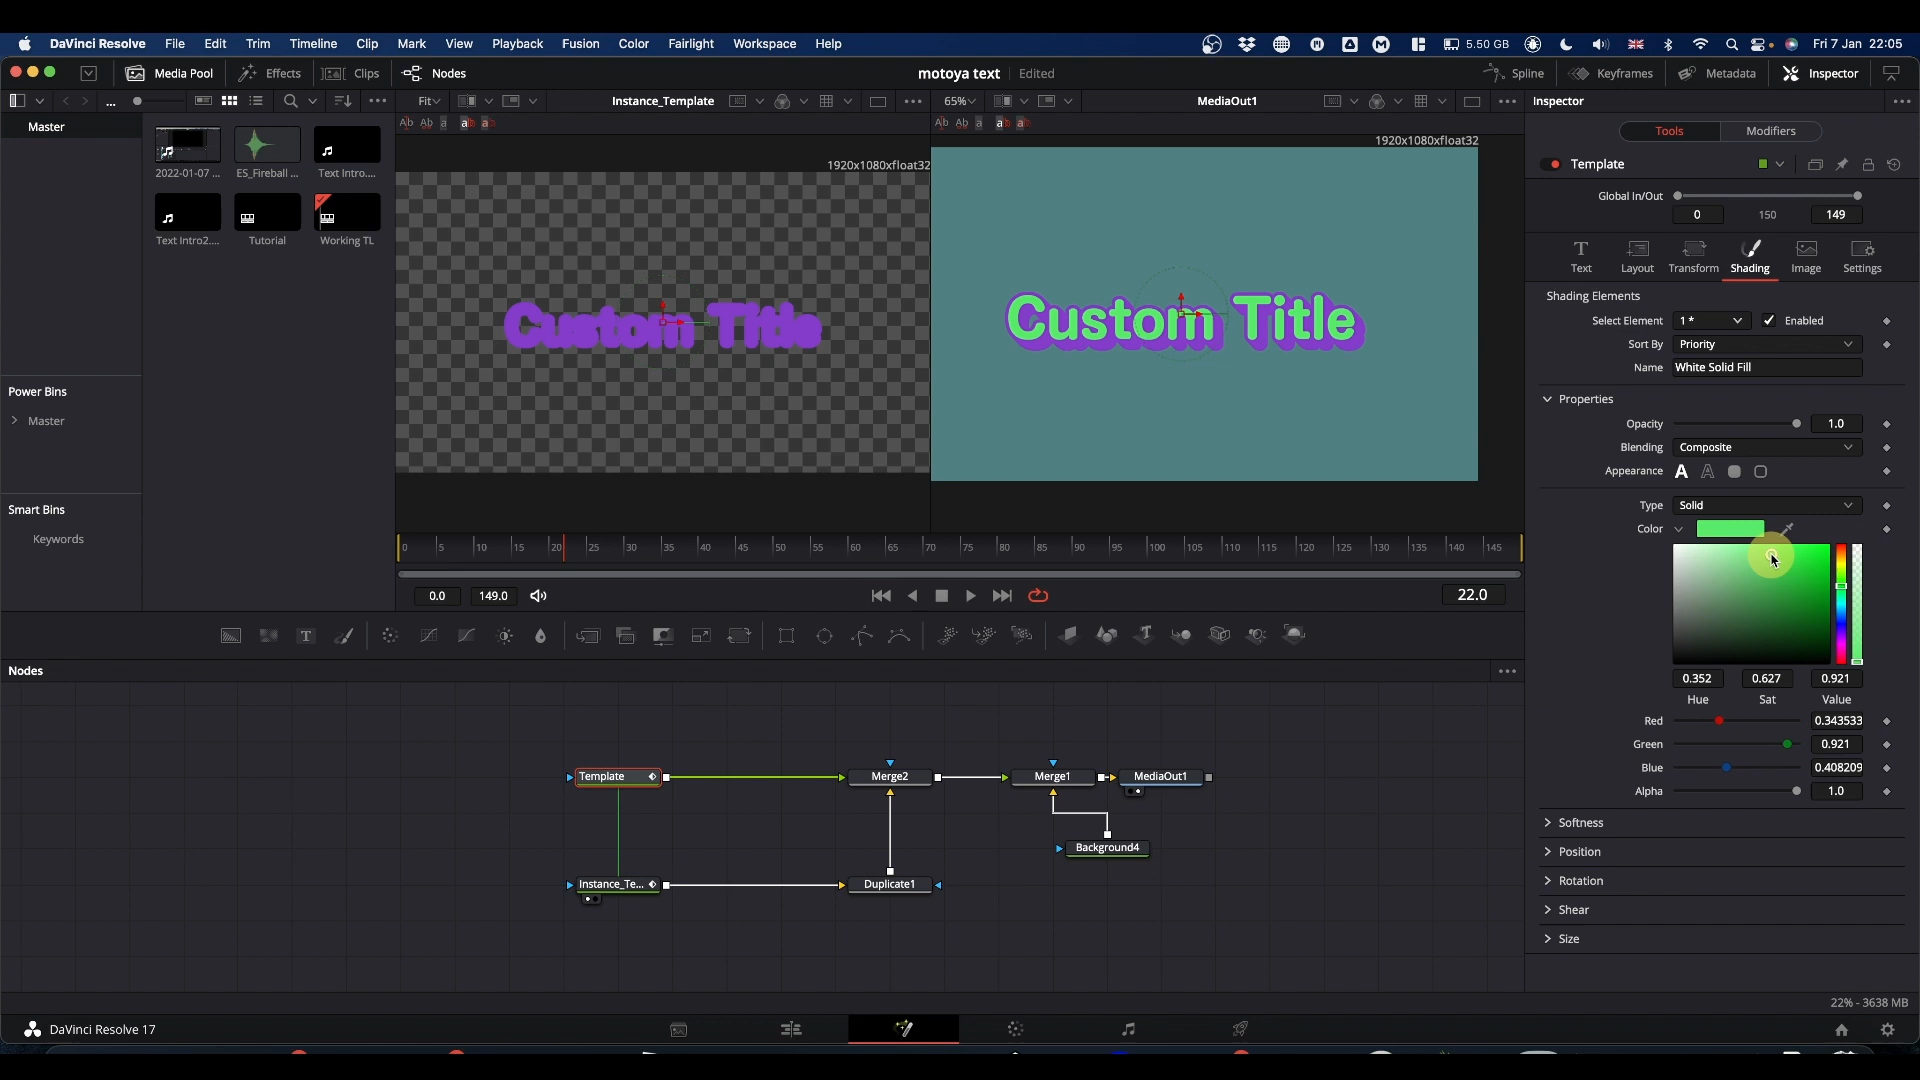 DaVinci Resolve File Edit Trim Timeline Clip Mark View Playback Fusion Color Fairlight Workspace Help 5.50 GB Fri 7 Jan 22:05
Media Pool Effects Clips Nodes motoya text Edited Spline Keyframes Metadata Inspector
... Fit Instance_Template ... 65% MediaOut1 ... Inspector ...
Master
Tools Modifiers
1920x1080xfloat32
1920x1080xfloat32
Template
2022-01-07 ... ES_Fireball ... Text Intro....
Global In/Out
0 150 149
Text Intro2.... Tutorial Working TL
Text Layout Transform Shading Image Settings
Custom Title
Custom Title
Shading Elements
Select Element 1 * Enabled
Sort By Priority
Name White Solid Fill
Power Bins
Master
Properties
Opacity 1.0
Blending Composite
Appearance A A
Smart Bins
Keywords
Type Solid
Color
0 5 10 15 20 25 30 35 40 45 50 55 60 65 70 75 80 85 90 95 100 105 110 115 120 125 130 135 140 145
0.0 149.0 22.0
T
T
Nodes ...
0.352 0.627 0.921
Hue Sat Value
Red 0.343533
Green 0.921
Blue 0.408209
Alpha 1.0
Template Merge2 Merge1 MediaOut1
Background4
Instance_Te... Duplicate1
Softness
Position
Rotation
Shear
Size
22% - 3638 MB
DaVinci Resolve 17